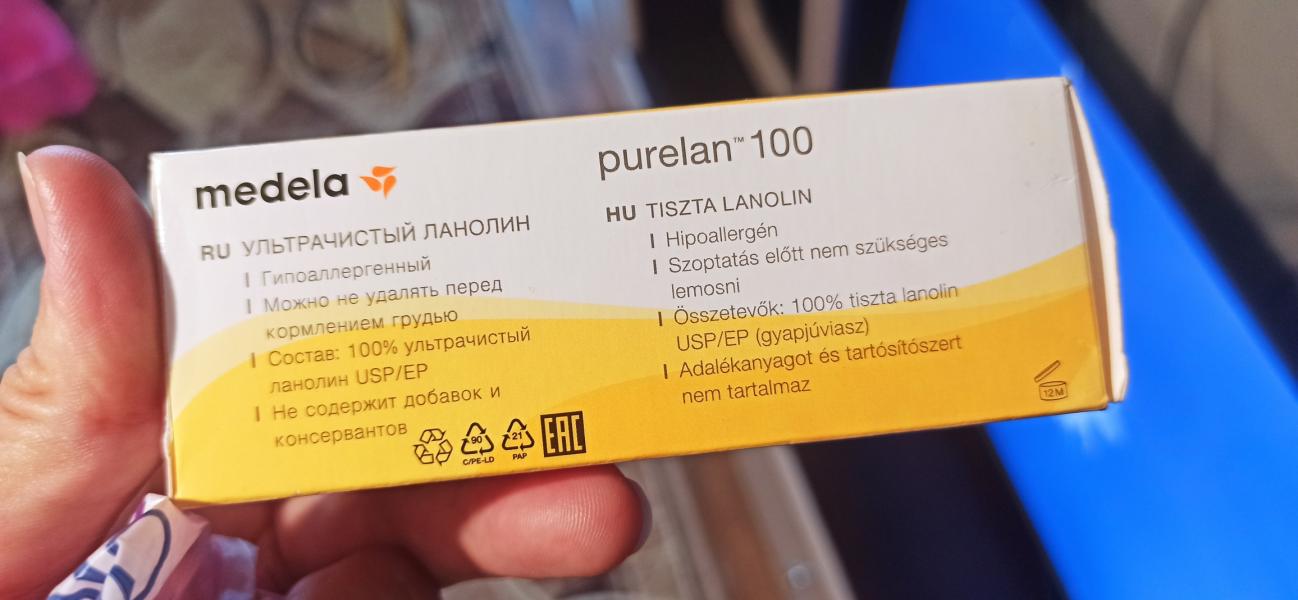 medela
RU УЛЬТРАЧИСТЫЙ ЛАНОЛИН
I Гипоаллергенный
I Можно не удалять перед
кормлением грудью
I Состав: 100% ультрачистый
ланолин USP/EP
I Не содержит добавок и
консервантов
90
C/PE-LD
21
PAP
EAC
purelan™ 100
HU TISZTA LANOLIN
I Hipoallergén
I Szoptatás előtt nem szükséges
lemosni
I Összetevők: 100% tiszta lanolin
USP/EP (gyapjúviasz)
I Adalékanyagot és tartósítószert
nem tartalmaz
12M